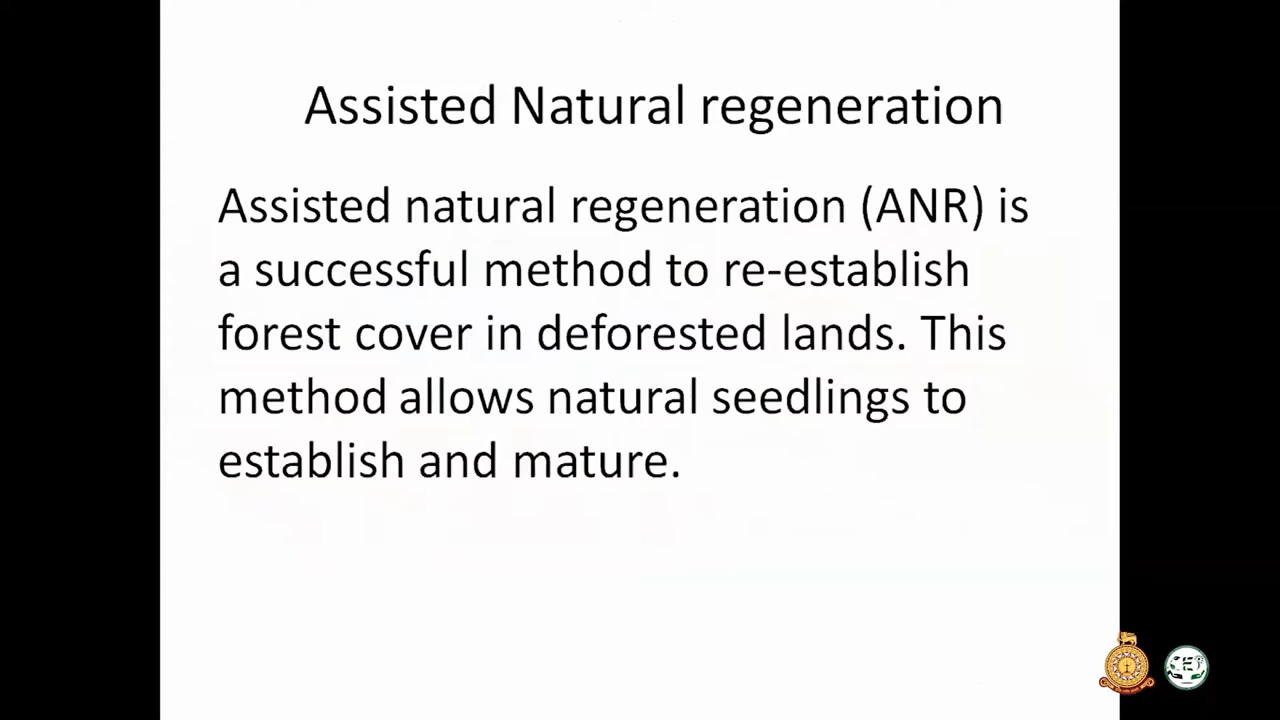 Assisted Natural regeneration
Assisted natural regeneration (ANR) is
a successful method to re-establish
forest cover in deforested lands. This
method allows natural seedlings to
establish and mature.